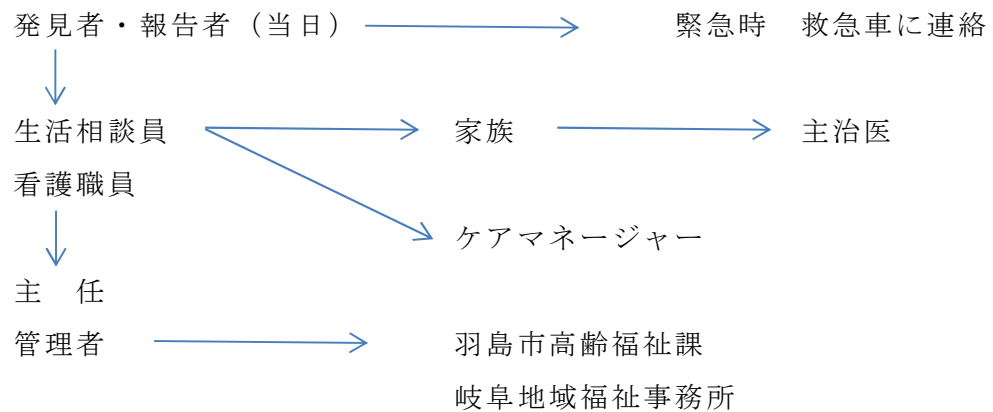 発見者・報告者（当日） 緊急時 救急車に連絡
生活相談員 家族 主治医
看護職員
ケアマネージャー
主　任
管理者 羽島市高齢福祉課
岐阜地域福祉事務所